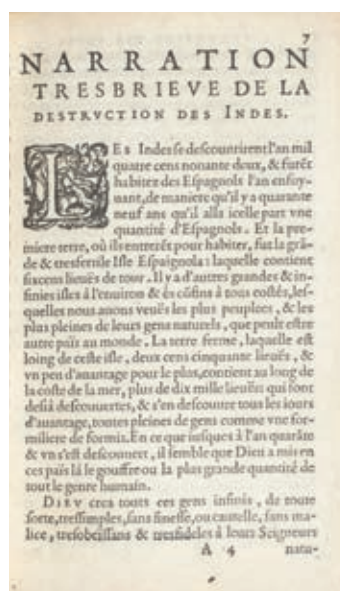 7
NARRATION
TRESBRIEVE DE LA
DESTRVCTION DES INDES.
LEs Indes se descouurirent l'an mil
quatre cens nonante deux, & furēt
habitez des Espagnols l'an ensuy-
uant, de maniere qu'il y a quarante
neuf ans qu'il alla icelle part vne
quantité d'Espagnols. Et la pre-
miere terre, où ils entrerēt pour habiter, fut la grā-
de & tresfertile Isle Espaignola: laquelle contient
six cens lieuës de tour. Il y a d'autres grandes & in-
finies isles à l'enuiron & és cōfins à tous costés, les-
quelles nous auons veuës les plus peuplees, & les
plus pleines de leurs gens naturels, que peult estre
autre païs au monde. La terre ferme, laquelle est
loing de ceste isle, deux cens cinquante lieuës, &
vn peu d'auantage pour le plus, contient au long de
la coste de la mer, plus de dix mille lieuës qui sont
desià descouuertes, & s'en descouure tous les iours
d'auantage, toutes pleines de gens comme vne for-
miliere de formis. En ce que iusques à l'an quarāte
& vn s'est descouuert, il semble que Dieu a mis en
ces païs là le gouffre ou la plus grande quantité de
tout le genre humain.
DIEV crea touts ces gens infinis, de toute
sorte, tressimples, sans finesse, ou cautelle, sans ma-
lice, tresobeissans & tresfideles à leurs Seigneurs
A 4 natu-